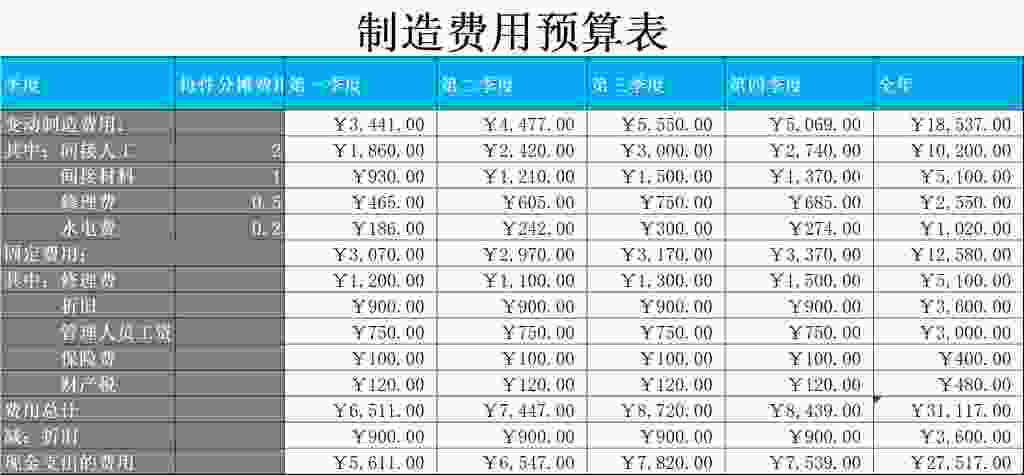 制造费用预算表
季度 每件分摊费用 第一季度 第二季度 第三季度 第四季度 全年
变动制造费用: ￥3,441.00 ￥4,477.00 ￥5,550.00 ￥5,069.00 ￥18,537.00
其中：间接人工 2 ￥1,860.00 ￥2,420.00 ￥3,000.00 ￥2,740.00 ￥10,200.00
间接材料 1 ￥930.00 ￥1,210.00 ￥1,500.00 ￥1,370.00 ￥5,100.00
修理费 0.5 ￥465.00 ￥605.00 ￥750.00 ￥685.00 ￥2,550.00
水电费 0.2 ￥186.00 ￥242.00 ￥300.00 ￥274.00 ￥1,020.00
固定费用： ￥3,070.00 ￥2,970.00 ￥3,170.00 ￥3,370.00 ￥12,580.00
其中：修理费 ￥1,200.00 ￥1,100.00 ￥1,300.00 ￥1,500.00 ￥5,100.00
折旧 ￥900.00 ￥900.00 ￥900.00 ￥900.00 ￥3,600.00
管理人员工资 ￥750.00 ￥750.00 ￥750.00 ￥750.00 ￥3,000.00
保险费 ￥100.00 ￥100.00 ￥100.00 ￥100.00 ￥400.00
财产税 ￥120.00 ￥120.00 ￥120.00 ￥120.00 ￥480.00
费用总计 ￥6,511.00 ￥7,447.00 ￥8,720.00 ￥8,439.00 ￥31,117.00
减：折旧 ￥900.00 ￥900.00 ￥900.00 ￥900.00 ￥3,600.00
现金支出的费用 ￥5,611.00 ￥6,547.00 ￥7,820.00 ￥7,539.00 ￥27,517.00